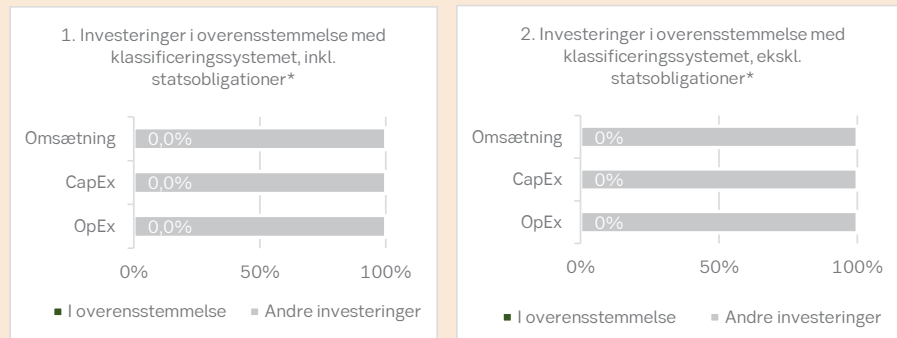 1. Investeringer i overensstemmelse med
klassificeringssystemet, inkl.
statsobligationer*
Omsætning 0,0%
CapEx 0,0%
OpEx 0,0%
0% 50% 100%
I overensstemmelse Andre investeringer
2. Investeringer i overensstemmelse med
klassificeringssystemet, ekskl.
statsobligationer*
Omsætning 0%
CapEx 0%
OpEx 0%
0% 50% 100%
I overensstemmelse Andre investeringer